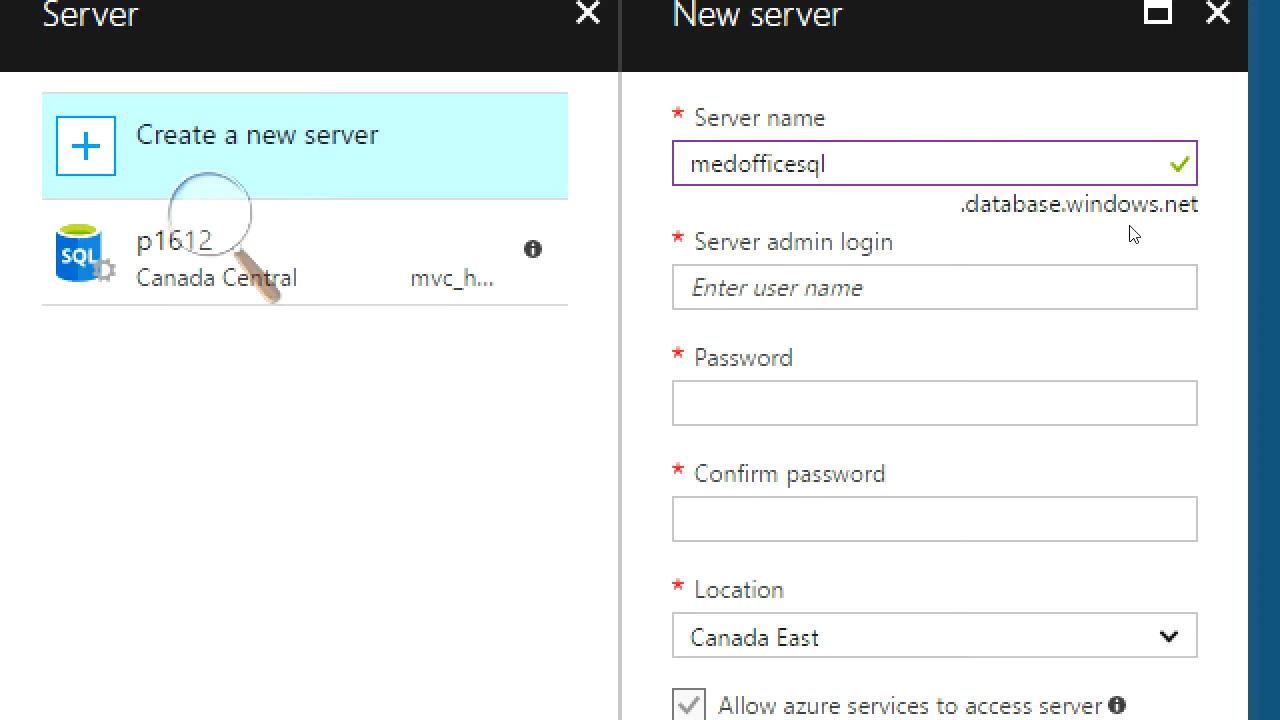 Server
New server
Create a new server
SQL
p1612
Canada Central
mvc_h...
* Server name
medofficesql
.database.windows.net
* Server admin login
Enter user name
* Password
* Confirm password
* Location
Canada East
Allow azure services to access server